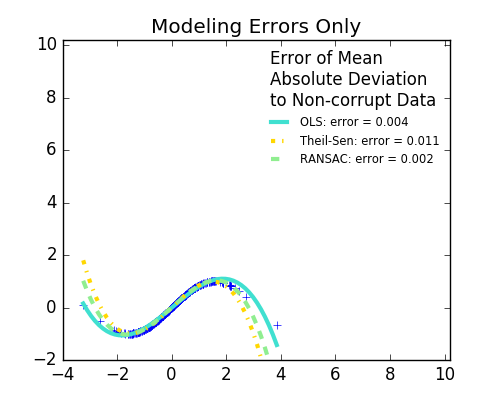 Modeling Errors Only
Error of Mean
Absolute Deviation
to Non-corrupt Data
OLS: error = 0.004
Theil-Sen: error = 0.011
RANSAC: error = 0.002
10
8
6
4
2
0
−2
−4 −2 0 2 4 6 8 10